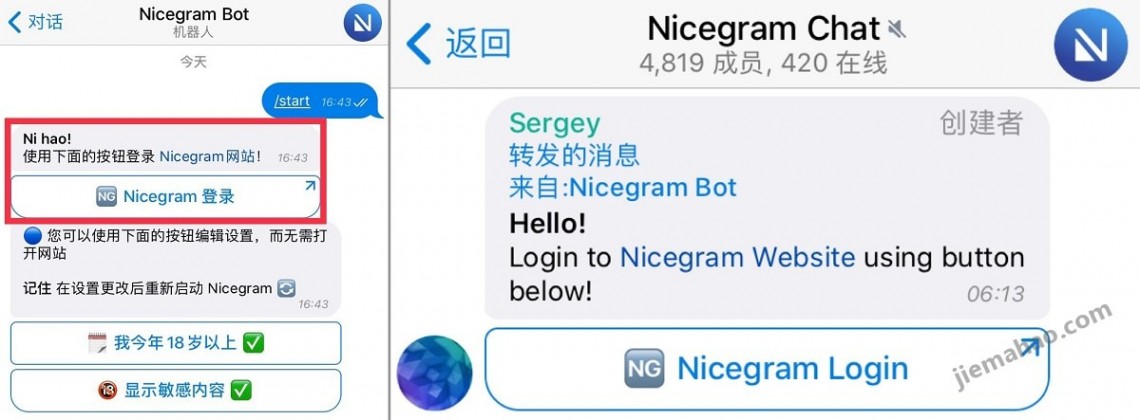 对话
Nicegram Bot
机器人
今天
/start 16:43
Ni hao!
使用下面的按钮登录 Nicegram网站! 16:43
NG Nicegram 登录
您可以使用下面的按钮编辑设置，而无需打
开网站
记住 在设置更改后重新启动 Nicegram
16:43
我今年 18 岁以上
18 显示敏感内容
返回
Nicegram Chat
4,819 成员, 420 在线
Sergey 创建者
转发的消息
来自:Nicegram Bot
Hello!
Login to Nicegram Website using button
below! 06:13
NG Nicegram Login
jiemahao.com